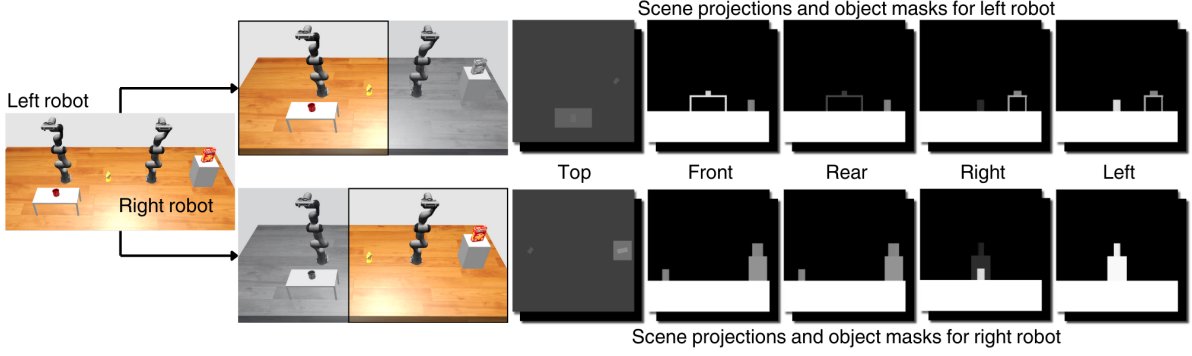 Scene projections and object masks for left robot
Left robot
Right robot
Top Front Rear Right Left
Scene projections and object masks for right robot